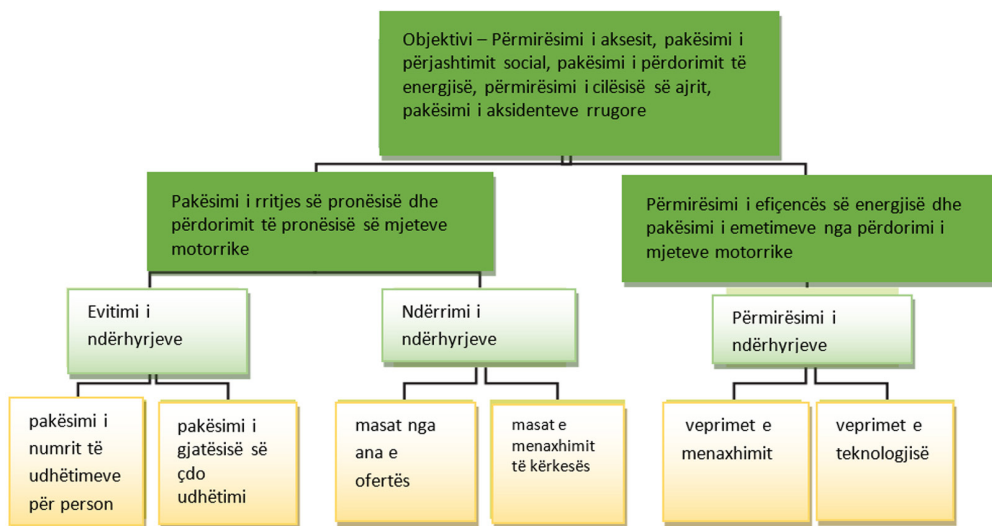 Objektivi – Përmirësimi i aksesit, pakësimi i
përjashtimit social, pakësimi i përdorimit të
energjisë, përmirësimi i cilësisë së ajrit,
pakësimi i aksidenteve rrugore
Pakësimi i rritjes së pronësisë dhe
përdorimit të pronësisë së mjeteve
motorrike
Përmirësimi i efiçencës së energjisë dhe
pakësimi i emetimeve nga përdorimi i
mjeteve motorrike
Evitimi i
ndërhyrjeve
Ndërrimi i
ndërhyrjeve
Përmirësimi i
ndërhyrjeve
pakësimi i
numrit të
udhëtimeve
për person
pakësimi i
gjatësisë së
çdo
udhëtimi
masat nga
ana e
ofertës
masat e
menaxhimit
të kërkesës
veprimet e
menaxhimit
veprimet e
teknologjisë